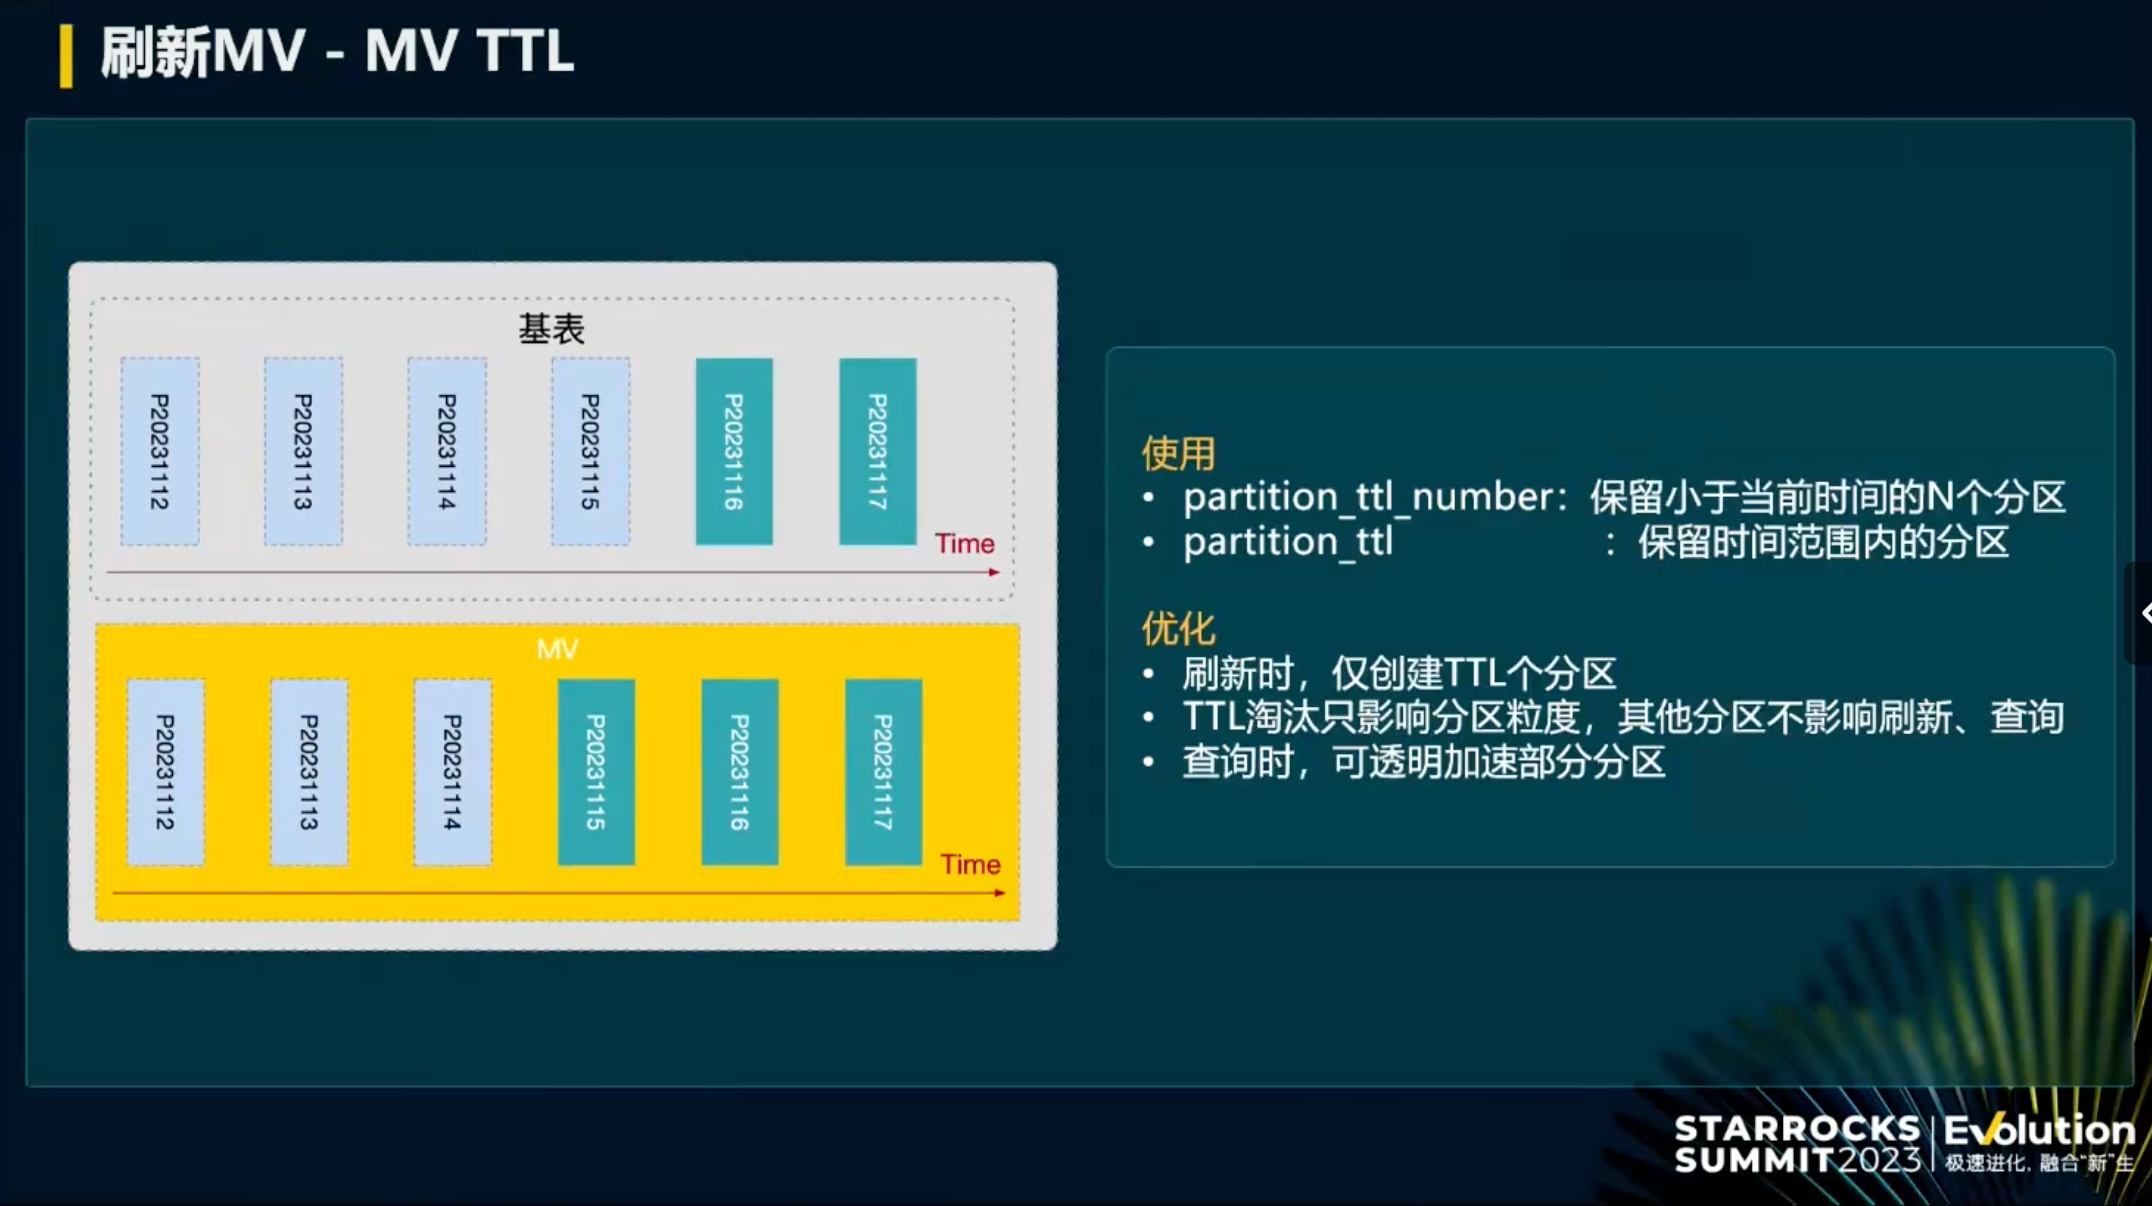 刷新MV - MV TTL
基表
P20231112
P20231113
P20231114
P20231115
P20231116
P20231117
Time
MV
P20231112
P20231113
P20231114
P20231115
P20231116
P20231117
Time
使用
• partition_ttl_number：保留小于当前时间的N个分区
• partition_ttl ：保留时间范围内的分区
优化
• 刷新时，仅创建TTL个分区
• TTL淘汰只影响分区粒度，其他分区不影响刷新、查询
• 查询时，可透明加速部分分区
STARROCKS
SUMMIT2023
Evolution
极速进化, 融合“新”生